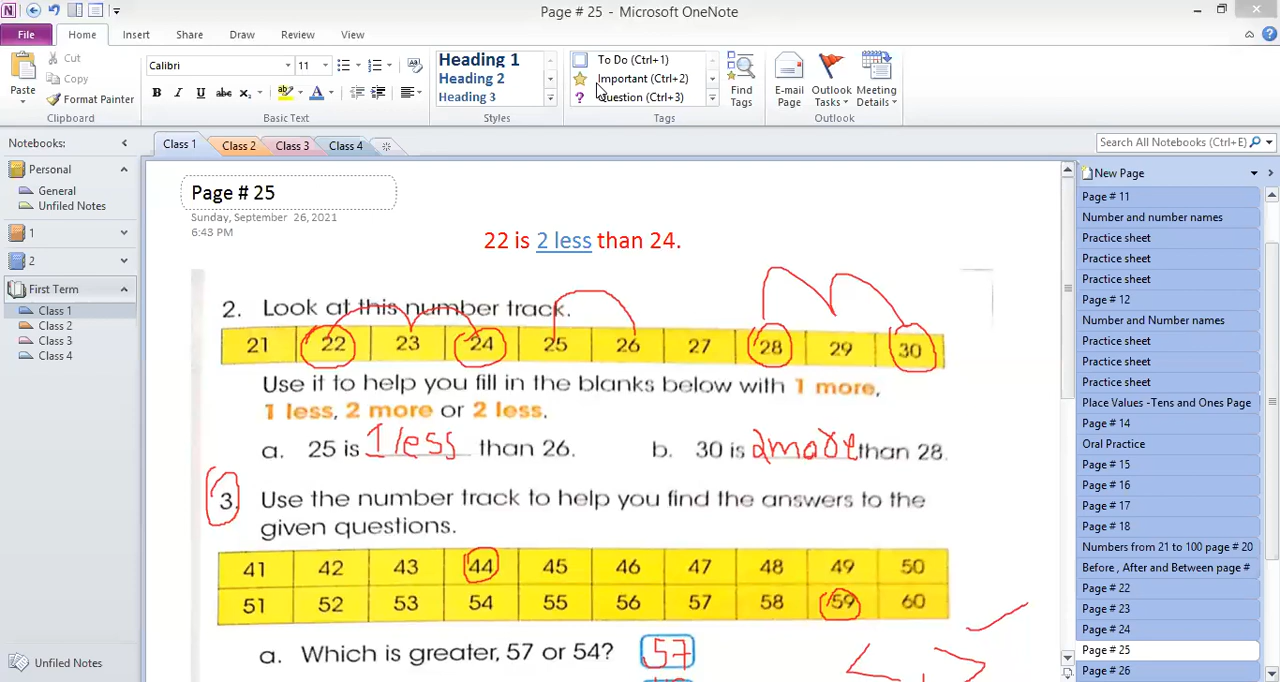 Page # 25 - Microsoft OneNote
File Home Insert Share Draw Review View
Cut
Copy
Format Painter
Paste
Clipboard
Calibri 11
B I U abc x₂ A
Basic Text
Heading 1
Heading 2
Heading 3
Styles
To Do (Ctrl+1)
Important (Ctrl+2)
Question (Ctrl+3)
Tags
Find Tags
E-mail Page
Outlook Tasks
Meeting Details
Outlook
Notebooks:
Class 1 Class 2 Class 3 Class 4
Search All Notebooks (Ctrl+E)
Personal
General
Unfiled Notes
1
2
First Term
Class 1
Class 2
Class 3
Class 4
Unfiled Notes
Page # 25
Sunday, September 26, 2021
6:43 PM
22 is 2 less than 24.
2. Look at this number track.
21 22 23 24 25 26 27 28 29 30
Use it to help you fill in the blanks below with 1 more,
1 less, 2 more or 2 less.
a. 25 is 1 less than 26. b. 30 is 2more than 28.
3. Use the number track to help you find the answers to the
given questions.
41 42 43 44 45 46 47 48 49 50
51 52 53 54 55 56 57 58 59 60
a. Which is greater, 57 or 54? 57
New Page
Page # 11
Number and number names
Practice sheet
Practice sheet
Practice sheet
Page # 12
Number and Number names
Practice sheet
Practice sheet
Practice sheet
Place Values -Tens and Ones Page
Page # 14
Oral Practice
Page # 15
Page # 16
Page # 17
Page # 18
Numbers from 21 to 100 page # 20
Before , After and Between page #
Page # 22
Page # 23
Page # 24
Page # 25
Page # 26